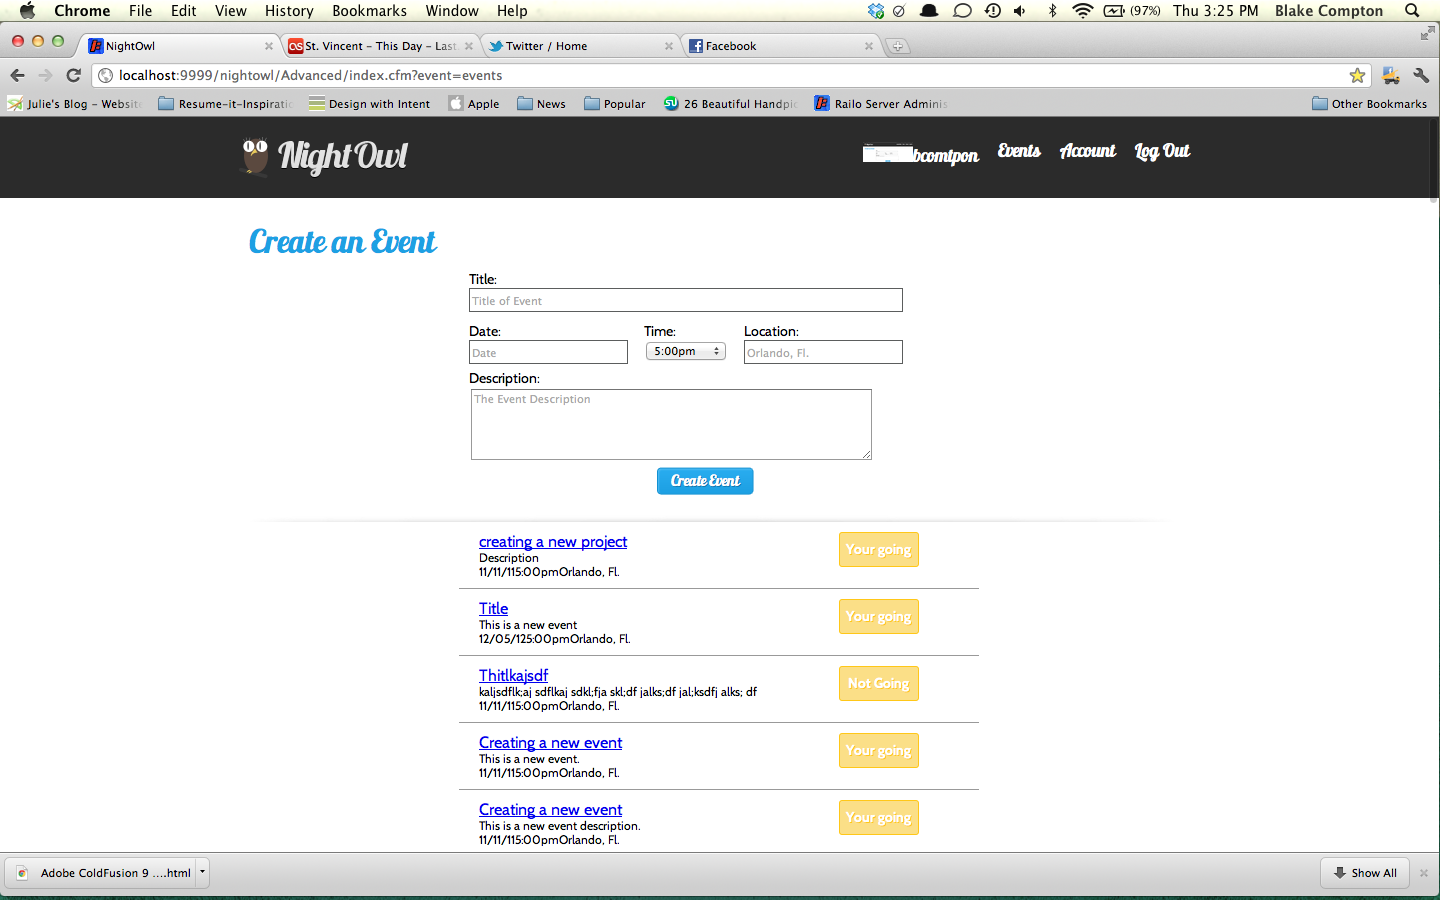 Chrome File Edit View History Bookmarks Window Help (97%) Thu 3:25 PM Blake Compton
NightOwl St. Vincent – This Day – Last. Twitter / Home Facebook
localhost:9999/nightowl/Advanced/index.cfm?event=events
Julie's Blog – Website Resume-it-Inspiratio Design with Intent Apple News Popular 26 Beautiful Handpic Railo Server Adminis Other Bookmarks
Night Owl bcomtpon Events Account Log Out
Create an Event
Title:
Title of Event
Date: Time: Location:
Date 5:00pm Orlando, Fl.
Description:
The Event Description
Create Event
creating a new project Your going
Description
11/11/115:00pmOrlando, Fl.
Title Your going
This is a new event
12/05/125:00pmOrlando, Fl.
Thitlkajsdf Not Going
kaljsdflk;aj sdflkaj sdkl;fja skl;df jalks;df jal;ksdfj alks; df
11/11/115:00pmOrlando, Fl.
Creating a new event Your going
This is a new event.
11/11/115:00pmOrlando, Fl.
Creating a new event Your going
This is a new event description.
11/11/115:00pmOrlando, Fl.
Adobe ColdFusion 9 ....html Show All